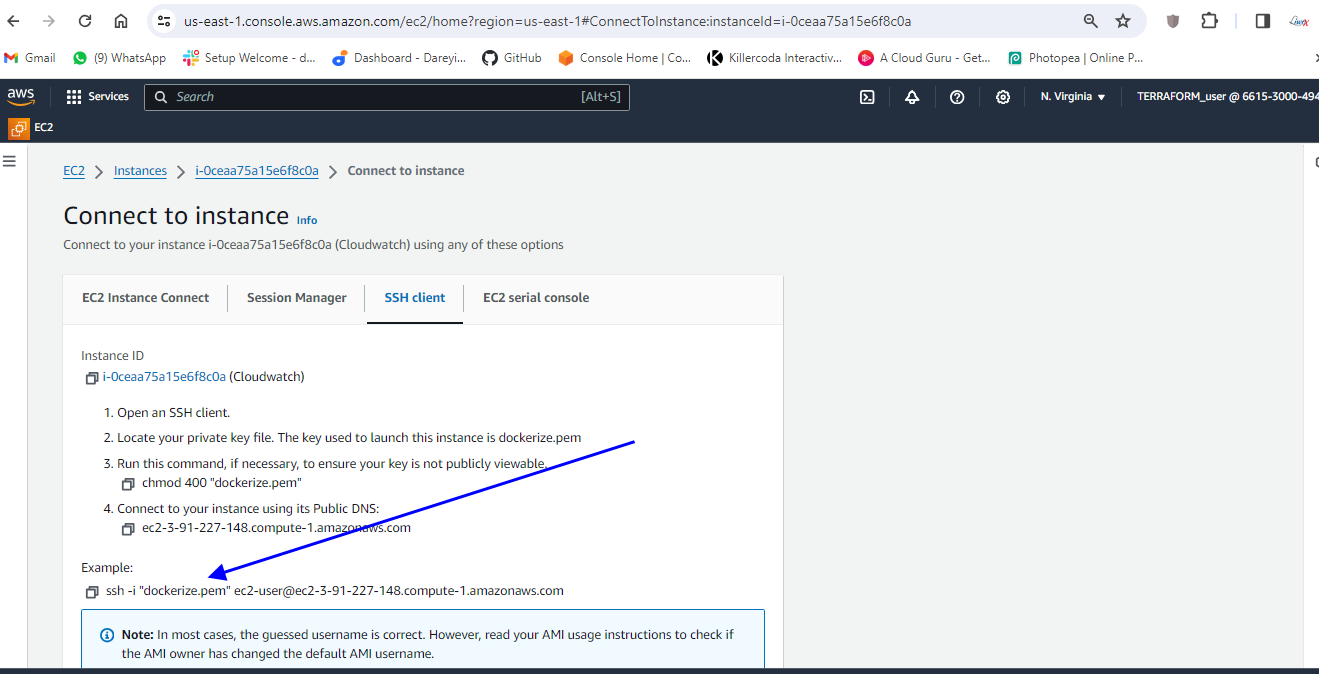 us-east-1.console.aws.amazon.com/ec2/home?region=us-east-1#ConnectToInstance:instanceId=i-0ceaa75a15e6f8c0a
Gmail (9) WhatsApp Setup Welcome - d... Dashboard - Dareyi... GitHub Console Home | Co... Killercoda Interactiv... A Cloud Guru - Get... Photopea | Online P...
aws Services Search [Alt+S] N. Virginia TERRAFORM_user @ 6615-3000-494
EC2
EC2 Instances i-0ceaa75a15e6f8c0a Connect to instance
Connect to instance Info
Connect to your instance i-0ceaa75a15e6f8c0a (Cloudwatch) using any of these options
EC2 Instance Connect Session Manager SSH client EC2 serial console
Instance ID
i-0ceaa75a15e6f8c0a (Cloudwatch)
1. Open an SSH client.
2. Locate your private key file. The key used to launch this instance is dockerize.pem
3. Run this command, if necessary, to ensure your key is not publicly viewable.
chmod 400 "dockerize.pem"
4. Connect to your instance using its Public DNS:
ec2-3-91-227-148.compute-1.amazonaws.com
Example:
ssh -i "dockerize.pem" ec2-user@ec2-3-91-227-148.compute-1.amazonaws.com
Note: In most cases, the guessed username is correct. However, read your AMI usage instructions to check if
the AMI owner has changed the default AMI username.